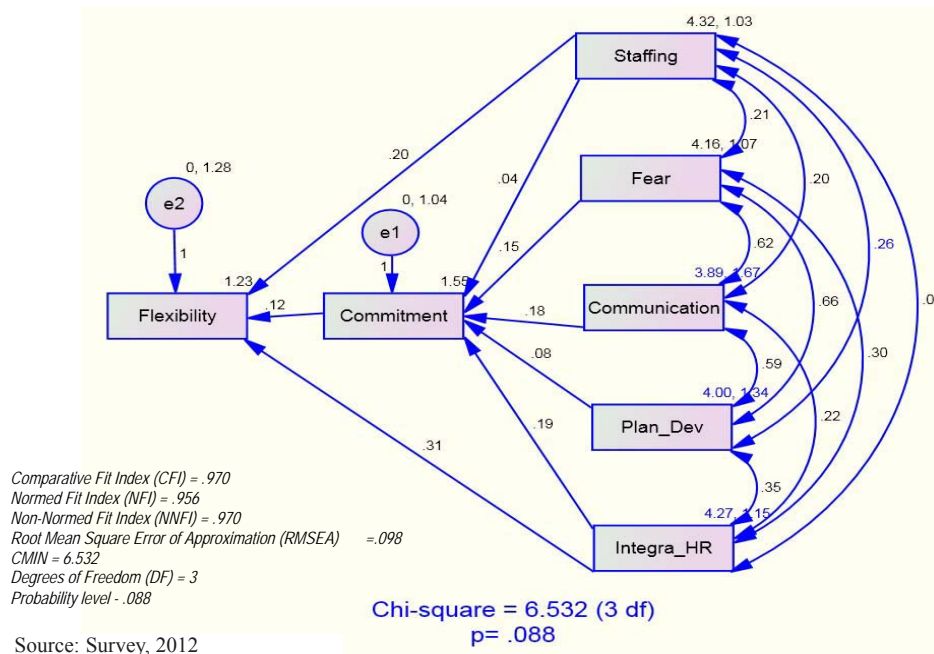 4.32, 1.03
Staffing
.21
4.16, 1.07
.20
0, 1.28
.20
Fear
e2
0, 1.04
.04
e1
.15
.62
.26
1
1
3.89, 1.67
.66
.0
1.23
1.55
Flexibility
.12
Commitment
.18
Communication
.30
.08
.59
4.00, 1.34
.22
.19
Plan_Dev
.31
.35
Comparative Fit Index (CFI) = .970
Normed Fit Index (NFI) = .956
Non-Normed Fit Index (NNFI) = .970
Root Mean Square Error of Approximation (RMSEA) =.098
CMIN = 6.532
Degrees of Freedom (DF) = 3
Probability level - .088
4.27, 1.15
Integra_HR
Chi-square = 6.532 (3 df)
p= .088
Source: Survey, 2012